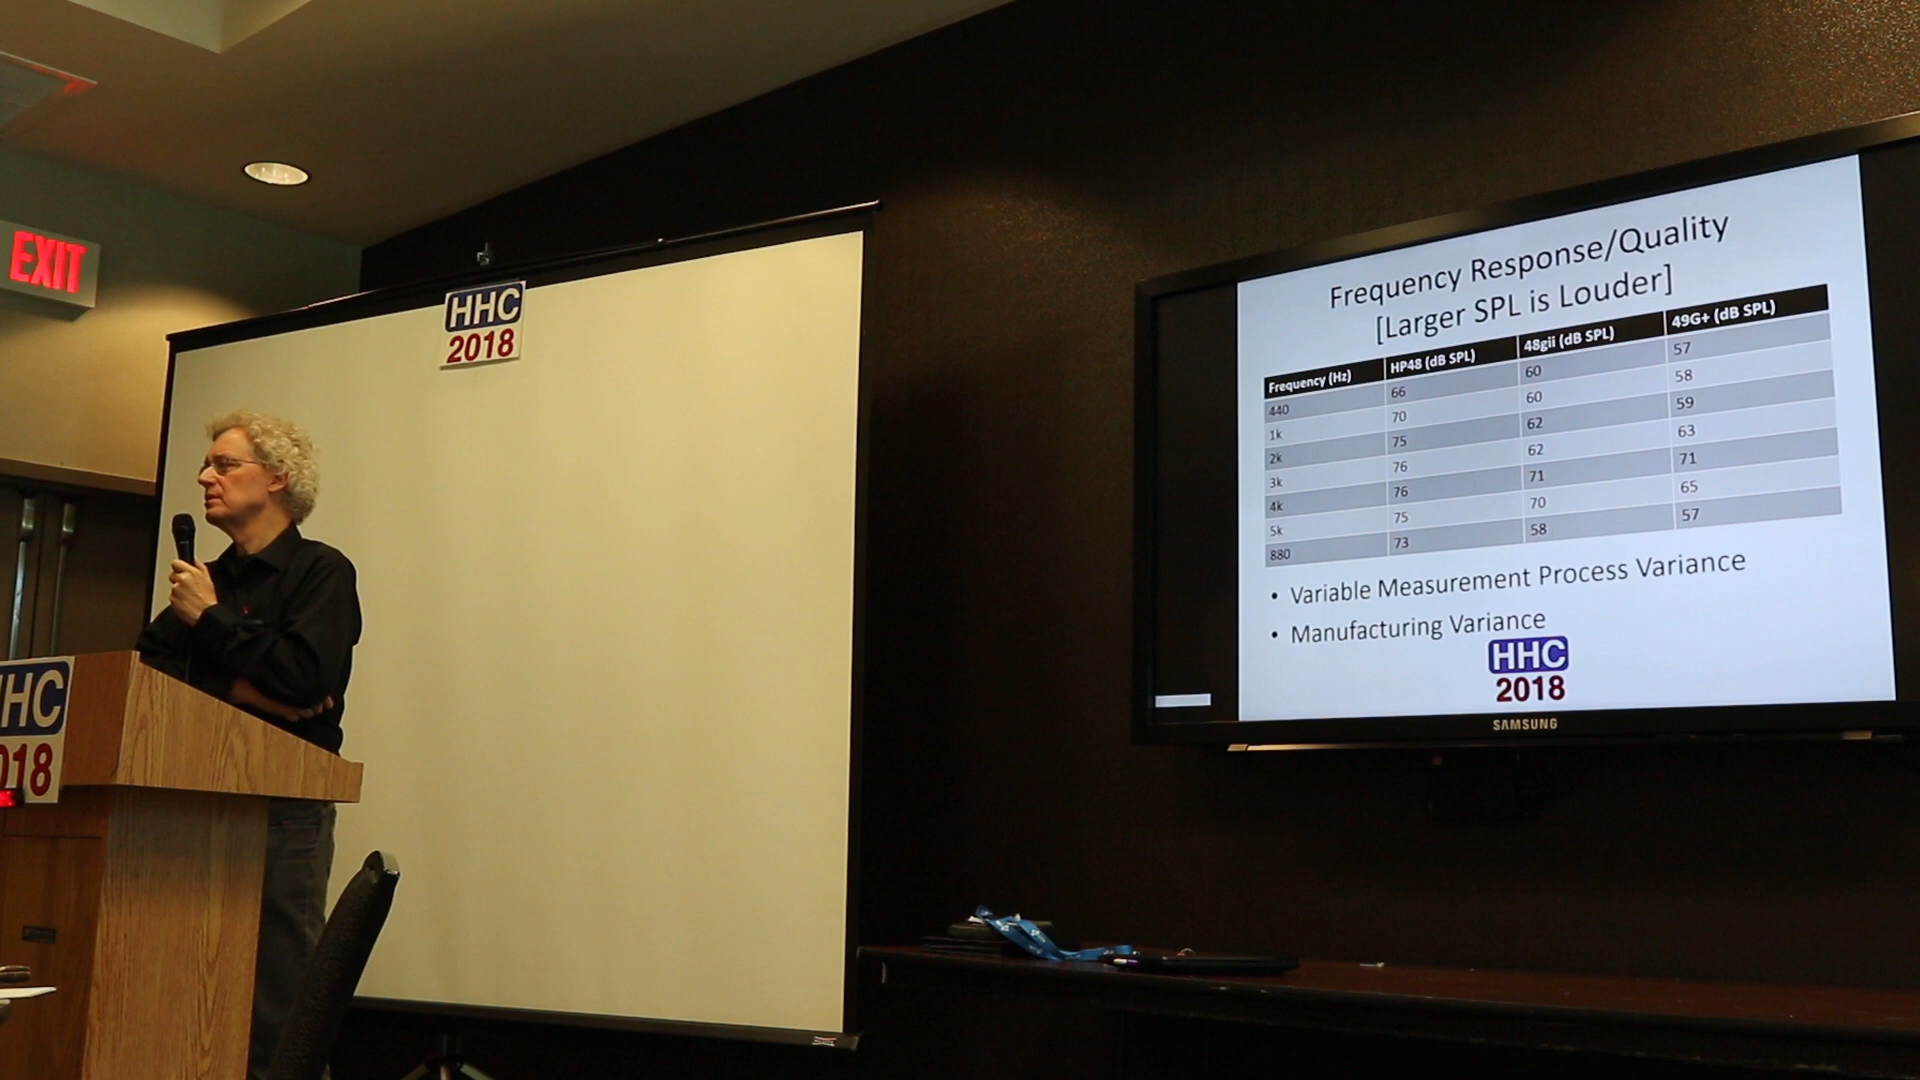 EXIT
HHC
2018
HHC
018
Frequency Response/Quality
[Larger SPL is Louder]
Frequency (Hz) HP48 (dB SPL) 48gii (dB SPL) 49G+ (dB SPL)
440 66 60 57
1k 70 60 58
2k 75 62 59
3k 76 62 63
4k 76 71 71
5k 75 70 65
880 73 58 57
• Variable Measurement Process Variance
• Manufacturing Variance
HHC
2018
SAMSUNG